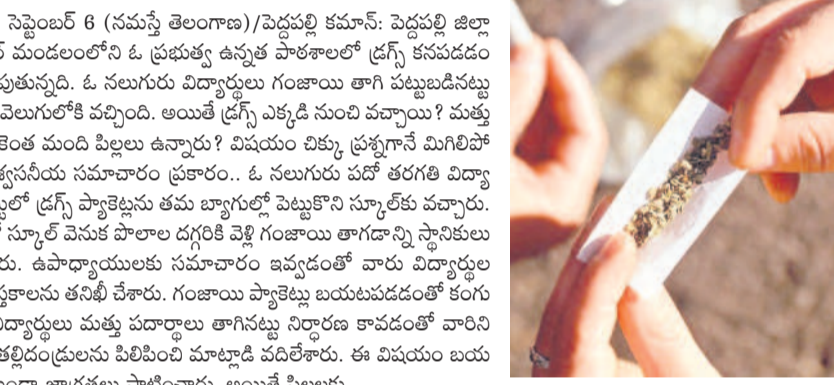 సెప్టెంబర్ 6 (నమస్తే తెలంగాణ)/పెద్దపల్లి కమాన్: పెద్దపల్లి జిల్లా
మండలంలోని ఓ ప్రభుత్వ ఉన్నత పాఠశాలలో డ్రగ్స్ కనపడడం
పుతున్నది. ఓ నలుగురు విద్యార్థులు గంజాయి తాగి పట్టుబడినట్టు
వెలుగులోకి వచ్చింది. అయితే డ్రగ్స్ ఎక్కడి నుంచి వచ్చాయి? మత్తు
కెంత మంది పిల్లలు ఉన్నారు? విషయం చిక్కు ప్రశ్నగానే మిగిలిపో
శ్వసనీయ సమాచారం ప్రకారం.. ఓ నలుగురు పదో తరగతి విద్యా
ట్లలో డ్రగ్స్ ప్యాకెట్లను తమ బ్యాగుల్లో పెట్టుకొని స్కూల్‌కు వచ్చారు.
స్కూల్ వెనుక పొలాల దగ్గరికి వెళ్లి గంజాయి తాగడాన్ని స్థానికులు
రు. ఉపాధ్యాయులకు సమాచారం ఇవ్వడంతో వారు విద్యార్థుల
స్తకాలను తనిఖీ చేశారు. గంజాయి ప్యాకెట్లు బయటపడడంతో కంగు
విద్యార్థులు మత్తు పదార్థాలు తాగినట్టు నిర్ధారణ కావడంతో వారిని
తల్లిదండ్రులను పిలిపించి మాట్లాడి వదిలేశారు. ఈ విషయం బయ